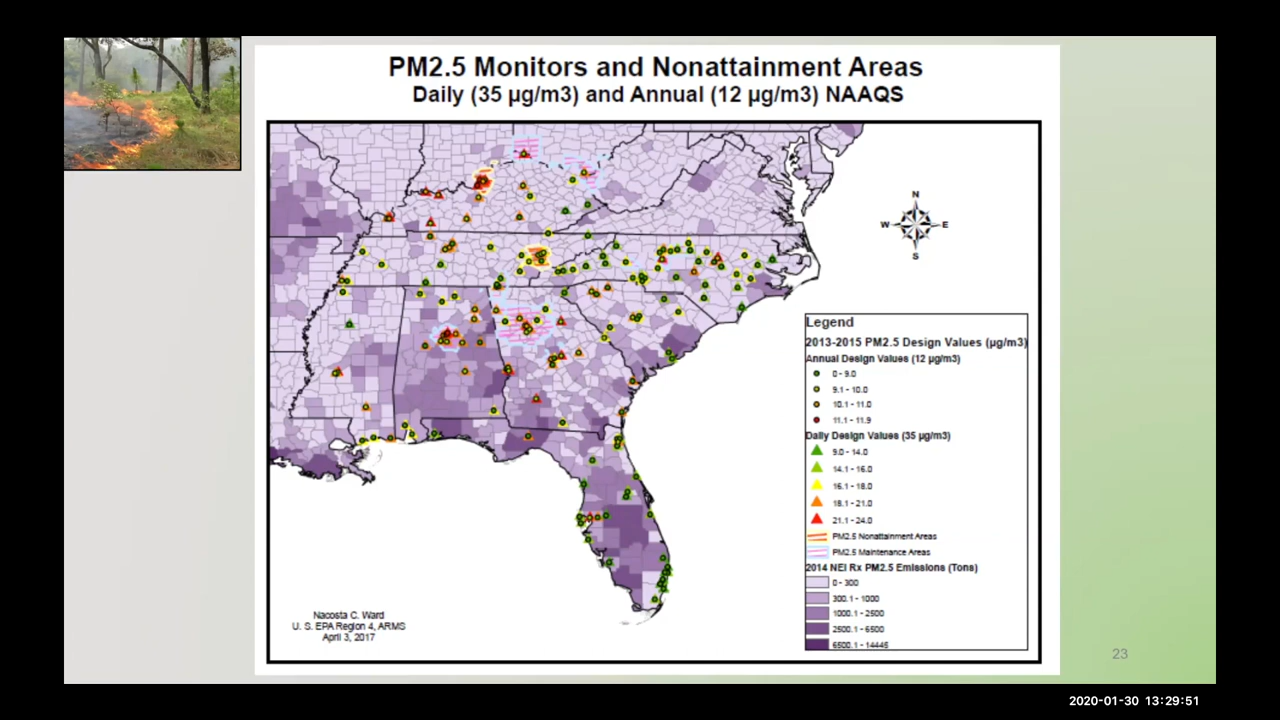 PM2.5 Monitors and Nonattainment Areas
Daily (35 µg/m3) and Annual (12 µg/m3) NAAQS
N
W
E
S
Legend
2013-2015 PM2.5 Design Values (µg/m3)
Annual Design Values (12 µg/m3)
0 - 9.0
9.1 - 10.0
10.1 - 11.0
11.1 - 11.9
Daily Design Values (35 µg/m3)
9.0 - 14.0
14.1 - 16.0
16.1 - 18.0
18.1 - 21.0
21.1 - 24.0
PM2.5 Nonattainment Areas
PM2.5 Maintenance Areas
2014 NEI Rx PM2.5 Emissions (Tons)
0 - 300
300.1 - 1000
1000.1 - 2500
2500.1 - 6500
6500.1 - 14445
Nacosta C. Ward
U. S. EPA Region 4, ARMS
April 3, 2017
23
2020-01-30 13:29:51